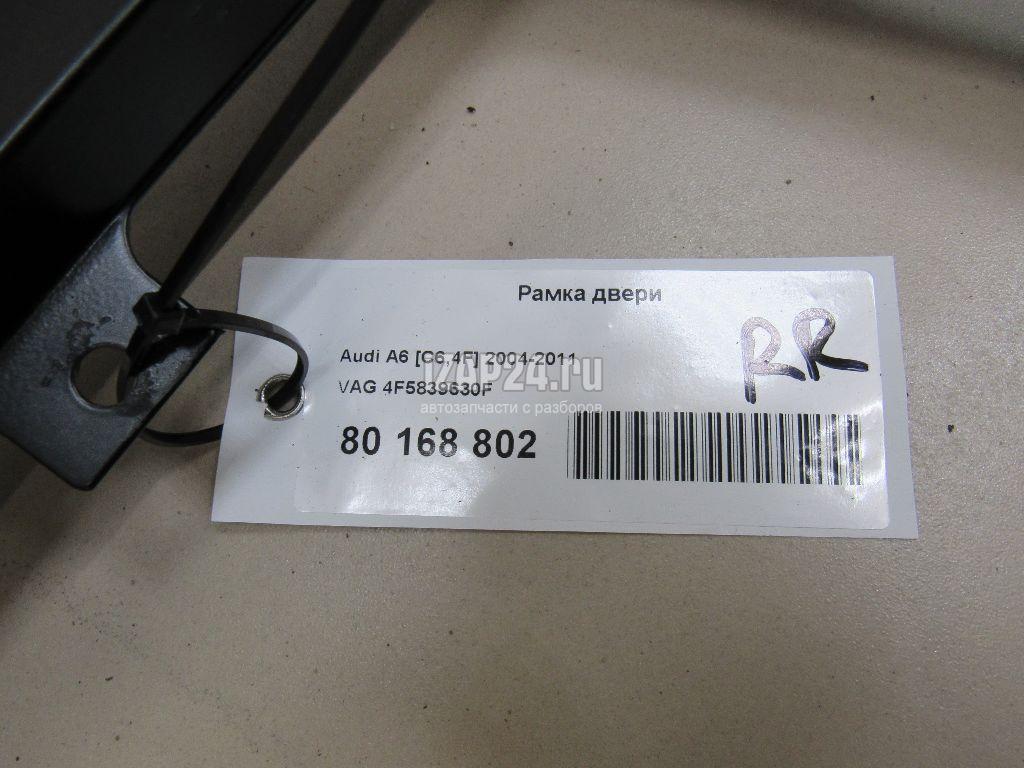 Рамка двери
RR
Audi A6 [C6,4F] 2004-2011
IZAP24.ru
VAG 4F5839630F
автозапчасти с разборов
80 168 802